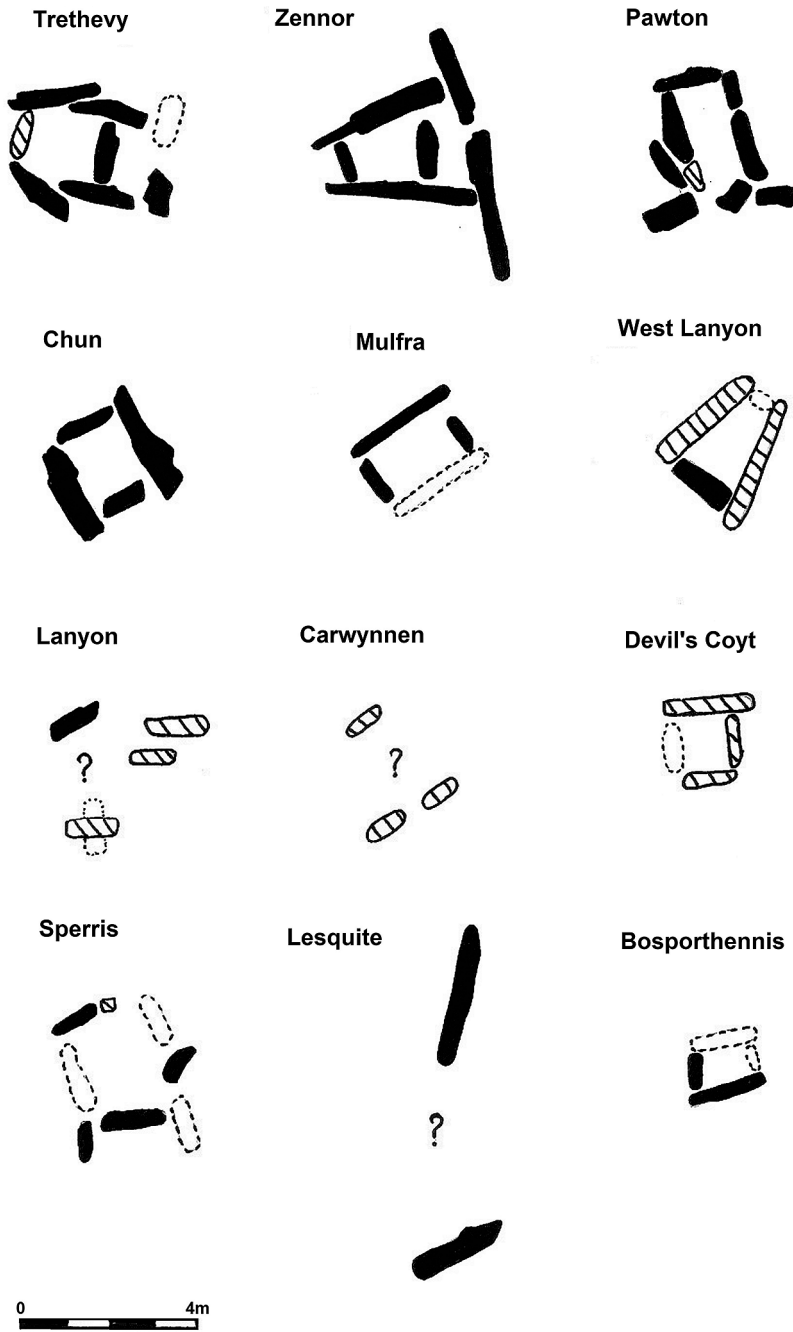 Trethevy
Zennor
Pawton
Chun
Mulfra
West Lanyon
Lanyon
Carwynnen
Devil's Coyt
?
?
Sperris
Lesquite
Bosporthennis
?
0 4m